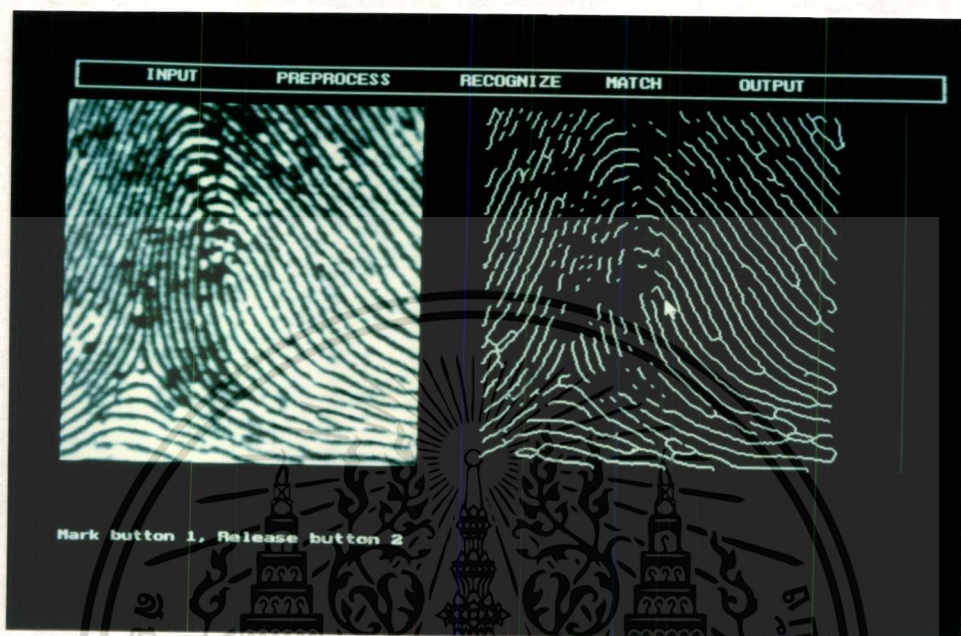 INPUT PREPROCESS RECOGNIZE MATCH OUTPUT
Mark button 1, Release button 2